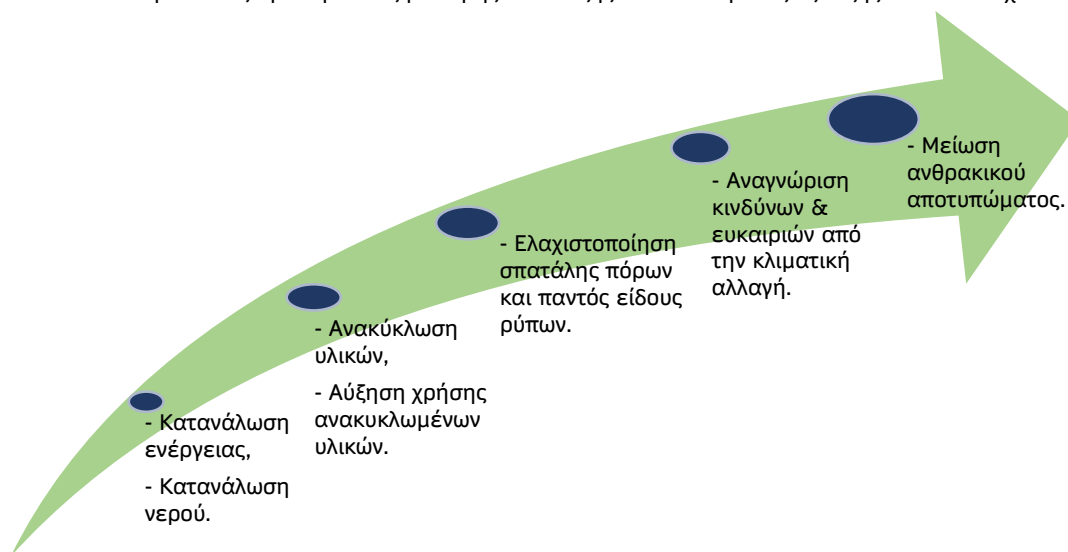 - Κατανάλωση
ενέργειας,
- Κατανάλωση
νερού.
- Ανακύκλωση
υλικών,
- Αύξηση χρήσης
ανακυκλωμένων
υλικών.
- Ελαχιστοποίηση
σπατάλης πόρων
και παντός είδους
ρύπων.
- Αναγνώριση
κινδύνων &
ευκαιριών από
την κλιματική
αλλαγή.
- Μείωση
ανθρακικού
αποτυπώματος.